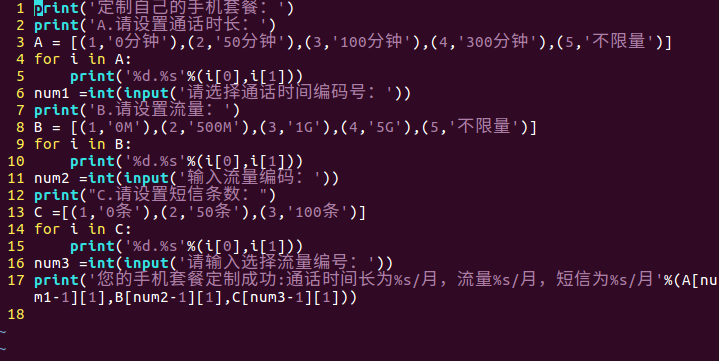 1 print('定制自己的手机套餐：')
2 print('A.请设置通话时长：')
3 A = [(1,'0分钟'),(2,'50分钟'),(3,'100分钟'),(4,'300分钟'),(5,'不限量')]
4 for i in A:
5     print('%d.%s'%(i[0],i[1]))
6 num1 =int(input('请选择通话时间编码号：'))
7 print('B.请设置流量：')
8 B = [(1,'0M'),(2,'500M'),(3,'1G'),(4,'5G'),(5,'不限量')]
9 for i in B:
10     print('%d.%s'%(i[0],i[1]))
11 num2 =int(input('输入流量编码：'))
12 print("C.请设置短信条数：")
13 C =[(1,'0条'),(2,'50条'),(3,'100条')]
14 for i in C:
15     print('%d.%s'%(i[0],i[1]))
16 num3 =int(input('请输入选择流量编号：'))
17 print('您的手机套餐定制成功:通话时间长为%s/月，流量%s/月，短信为%s/月'%(A[nu
m1-1][1],B[num2-1][1],C[num3-1][1]))
18
~
~